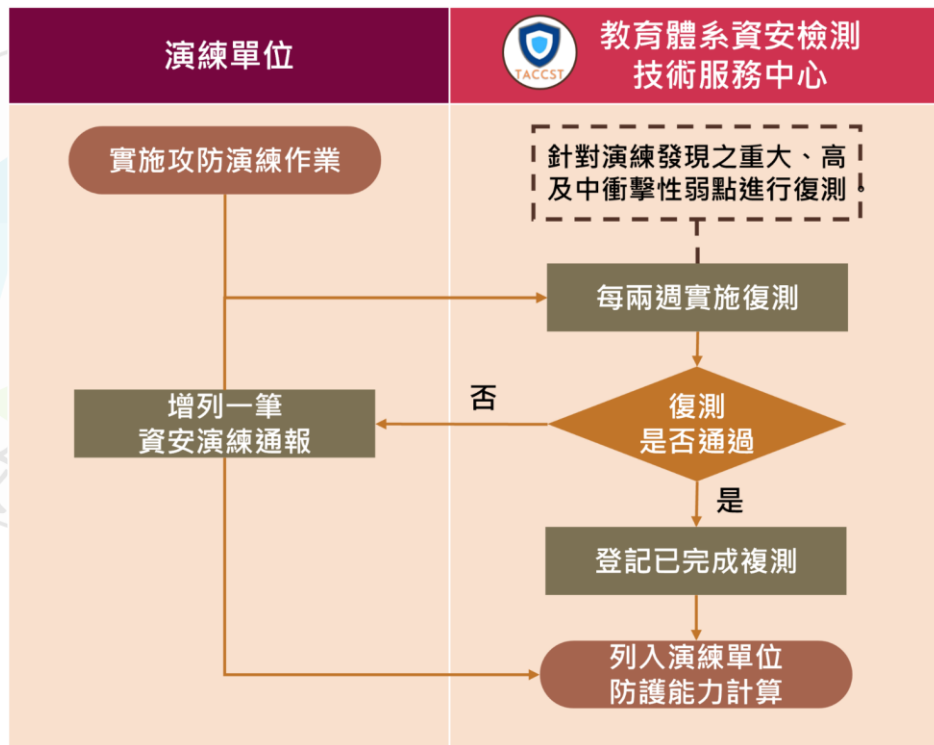 演練單位
TACCST
教育體系資安檢測
技術服務中心
實施攻防演練作業
針對演練發現之重大、高
及中衝擊性弱點進行復測。
每兩週實施復測
增列一筆
資安演練通報
否
復測
是否通過
是
登記已完成複測
列入演練單位
防護能力計算